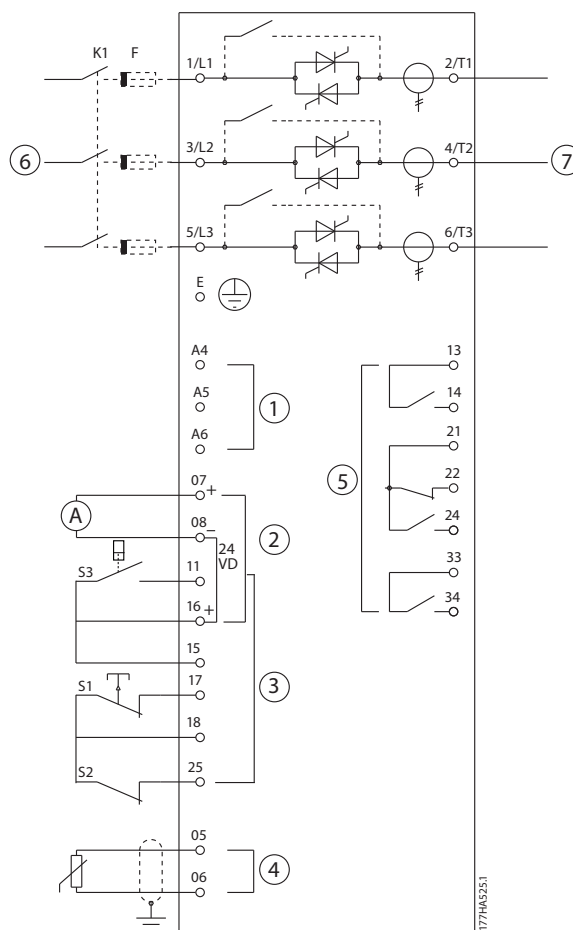 K1 F
1/L1 2/T1
3/L2 4/T2
6 7
5/L3 6/T3
E
A4
A5
A6
1
13
14
21
22
24
33
34
5
07 +
A
08 –
24
VD
2
S3
11
16 +
15
3
S1
17
18
S2
25
05
06
4
177HA525.1